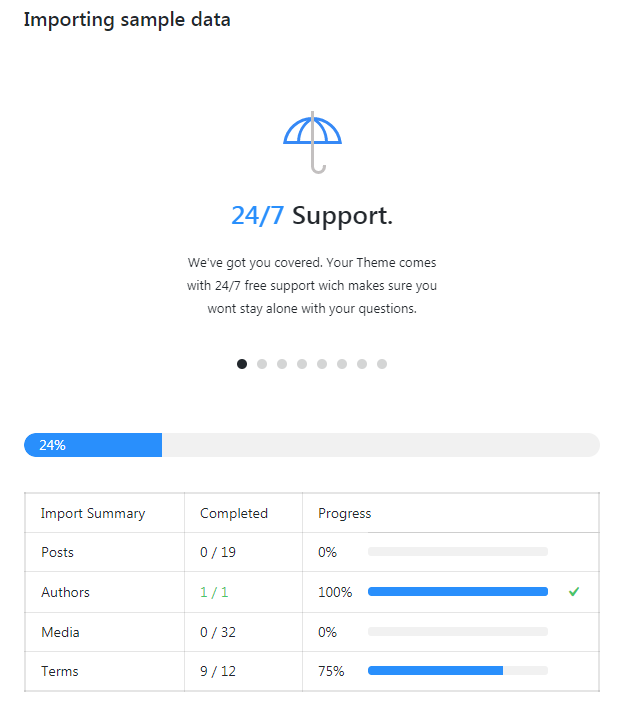 Importing sample data
24/7 Support.
We've got you covered. Your Theme comes
with 24/7 free support wich makes sure you
wont stay alone with your questions.
24%
Import Summary Completed Progress
Posts 0 / 19 0%
Authors 1 / 1 100%
Media 0 / 32 0%
Terms 9 / 12 75%